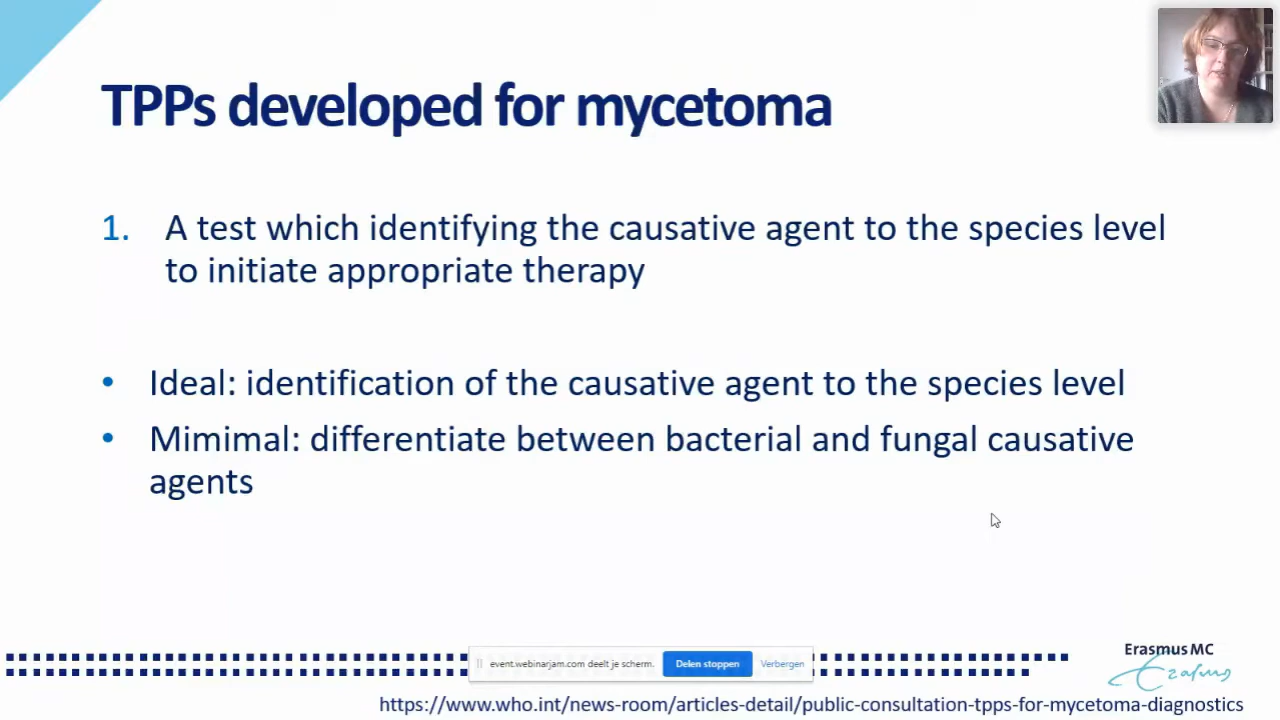 TPPs developed for mycetoma
1. A test which identifying the causative agent to the species level
to initiate appropriate therapy
• Ideal: identification of the causative agent to the species level
• Mimimal: differentiate between bacterial and fungal causative
agents
Erasmus MC
Erasmus
event.webinarjam.com deelt je scherm. Delen stoppen Verbergen
https://www.who.int/news-room/articles-detail/public-consultation-tpps-for-mycetoma-diagnostics